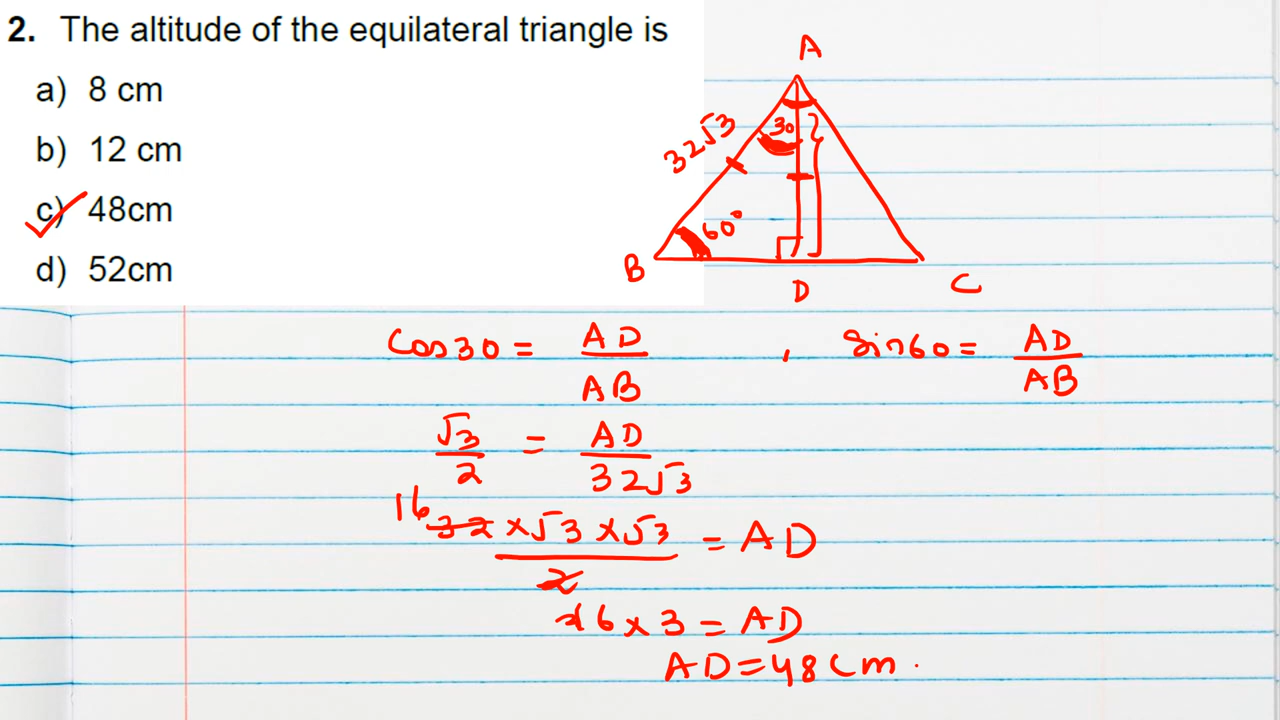 2. The altitude of the equilateral triangle is
a) 8 cm
b) 12 cm
c) 48cm
d) 52cm
A
32√3
30
60°
B
D
C
Cos30 = AD/AB , Sin60 = AD/AB
√3/2 = AD/32√3
16
32 × √3 × √3 / 2 = AD
16 × 3 = AD
AD = 48 Cm .